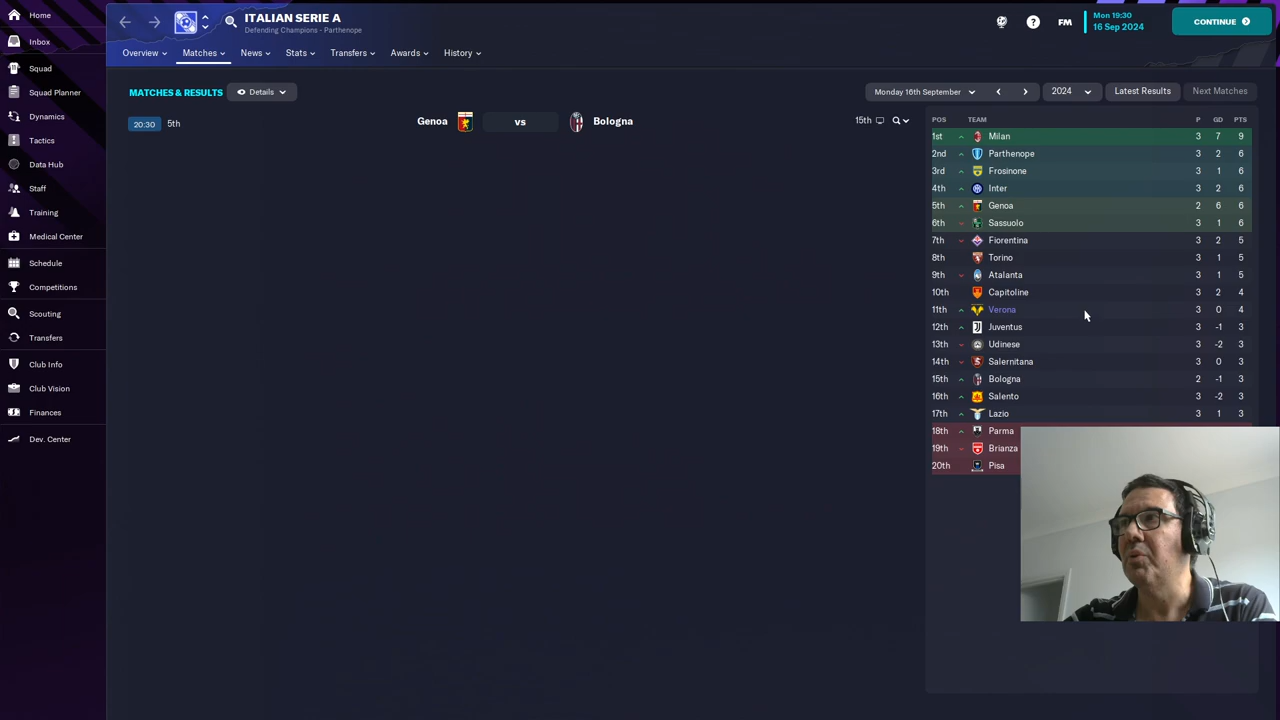 Home
Inbox
Squad
Squad Planner
Dynamics
Tactics
Data Hub
Staff
Training
Medical Center
Schedule
Competitions
Scouting
Transfers
Club Info
Club Vision
Finances
Dev. Center
ITALIAN SERIE A
Defending Champions - Parthenope
FM
Mon 19:30
16 Sep 2024
CONTINUE
Overview
Matches
News
Stats
Transfers
Awards
History
MATCHES & RESULTS
Details
Monday 16th September
2024
Latest Results
Next Matches
20:30 5th Genoa vs Bologna 15th
POS TEAM P GD PTS
1st Milan 3 7 9
2nd Parthenope 3 2 6
3rd Frosinone 3 1 6
4th Inter 3 2 6
5th Genoa 2 6 6
6th Sassuolo 3 1 6
7th Fiorentina 3 2 5
8th Torino 3 1 5
9th Atalanta 3 1 5
10th Capitoline 3 2 4
11th Verona 3 0 4
12th Juventus 3 -1 3
13th Udinese 3 -2 3
14th Salernitana 3 0 3
15th Bologna 2 -1 3
16th Salento 3 -2 3
17th Lazio 3 1 3
18th Parma
19th Brianza
20th Pisa